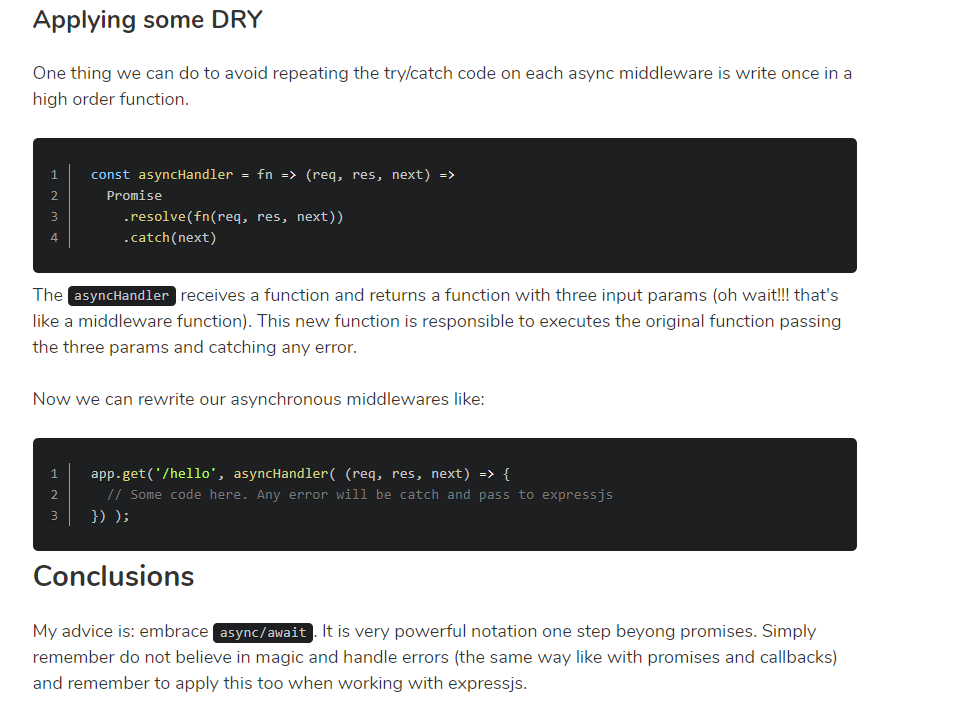 Applying some DRY
One thing we can do to avoid repeating the try/catch code on each async middleware is write once in a
high order function.
1 const asyncHandler = fn => (req, res, next) =>
2 Promise
3 .resolve(fn(req, res, next))
4 .catch(next)
The asyncHandler receives a function and returns a function with three input params (oh wait!!! that's
like a middleware function). This new function is responsible to executes the original function passing
the three params and catching any error.
Now we can rewrite our asynchronous middlewares like:
1 app.get('/hello', asyncHandler( (req, res, next) => {
2 // Some code here. Any error will be catch and pass to expressjs
3 }) );
Conclusions
My advice is: embrace async/await. It is very powerful notation one step beyong promises. Simply
remember do not believe in magic and handle errors (the same way like with promises and callbacks)
and remember to apply this too when working with expressjs.